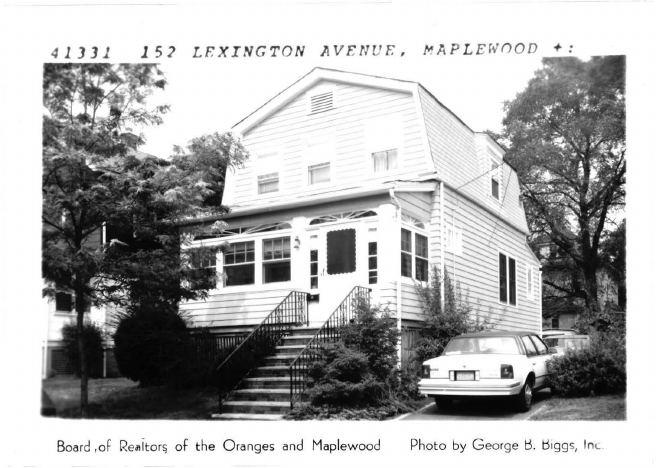 41331 152 LEXINGTON AVENUE, MAPLEWOOD +:
Board of Realtors of the Oranges and Maplewood Photo by George B. Biggs, Inc.